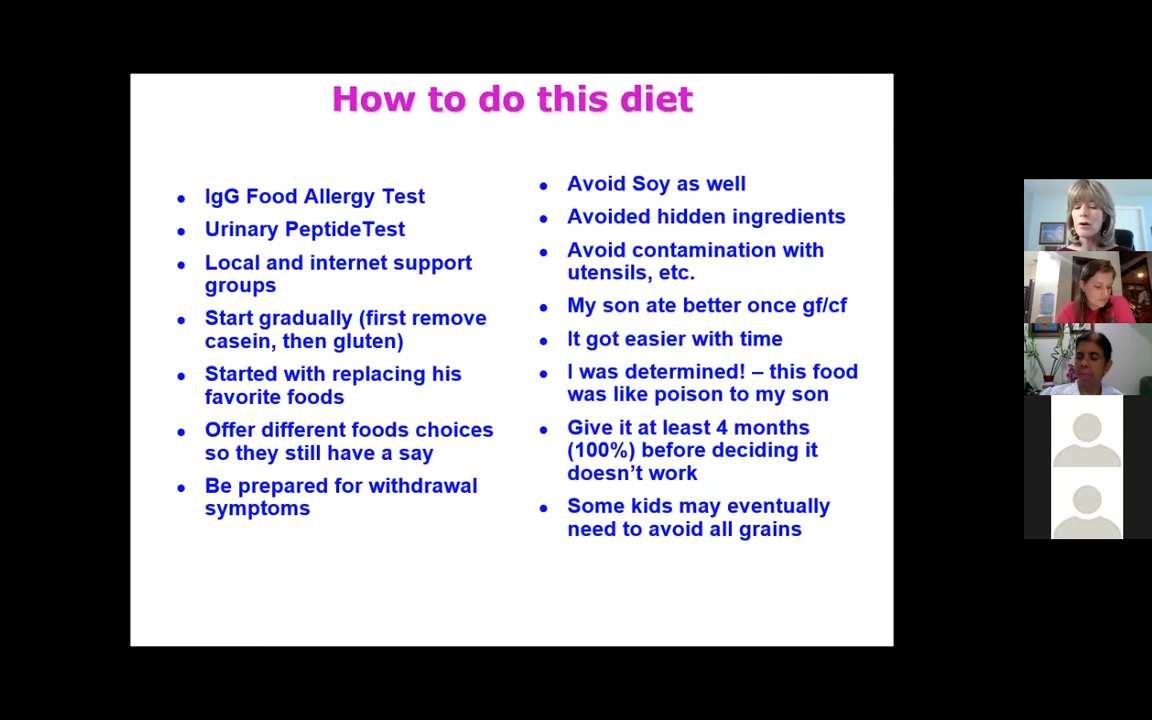 How to do this diet
IgG Food Allergy Test
Urinary PeptideTest
Local and internet support
groups
Start gradually (first remove
casein, then gluten)
Started with replacing his
favorite foods
Offer different foods choices
so they still have a say
Be prepared for withdrawal
symptoms
Avoid Soy as well
Avoided hidden ingredients
Avoid contamination with
utensils, etc.
My son ate better once gf/cf
It got easier with time
I was determined! – this food
was like poison to my son
Give it at least 4 months
(100%) before deciding it
doesn’t work
Some kids may eventually
need to avoid all grains